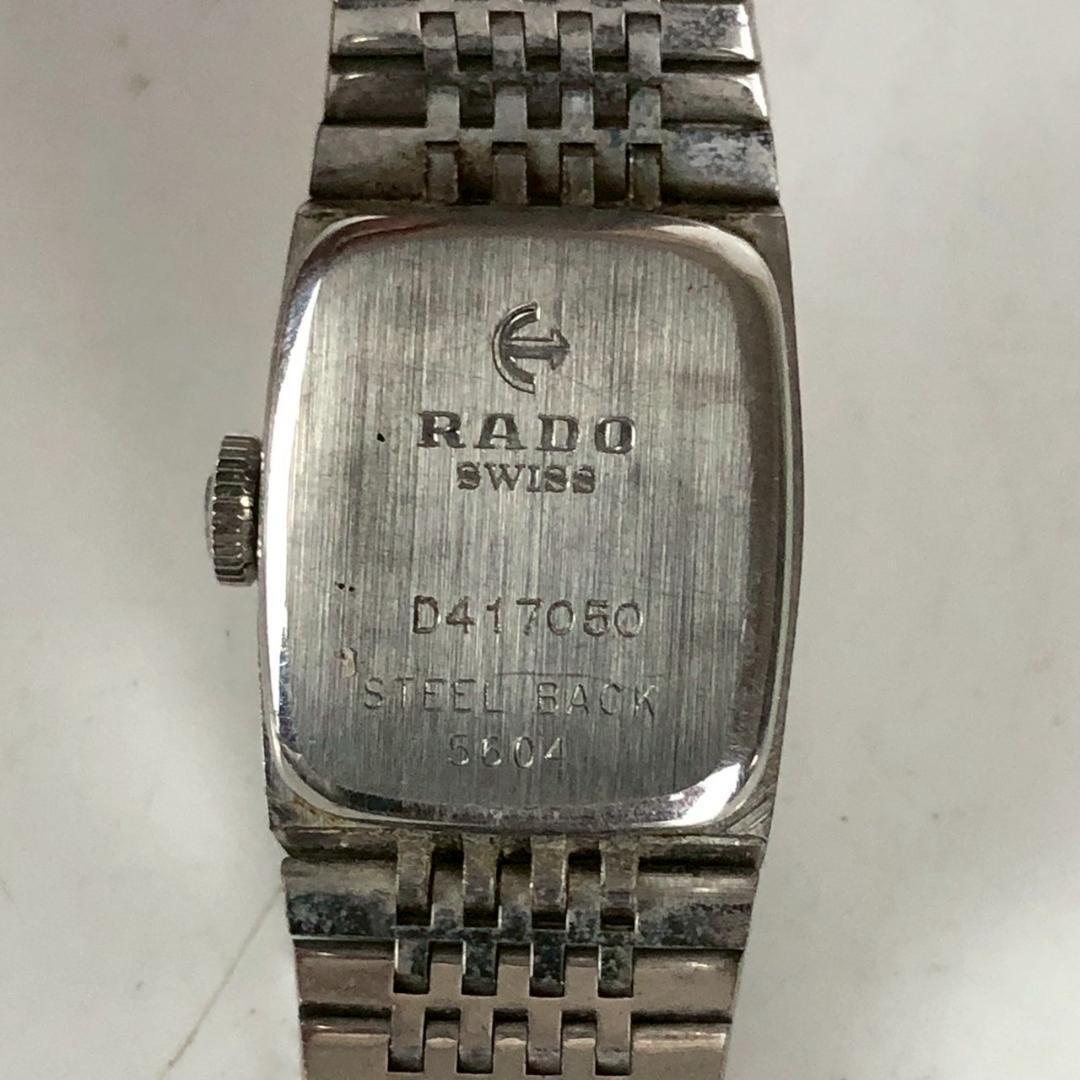 RADO
SWISS
D417050
STEEL BACK
5604